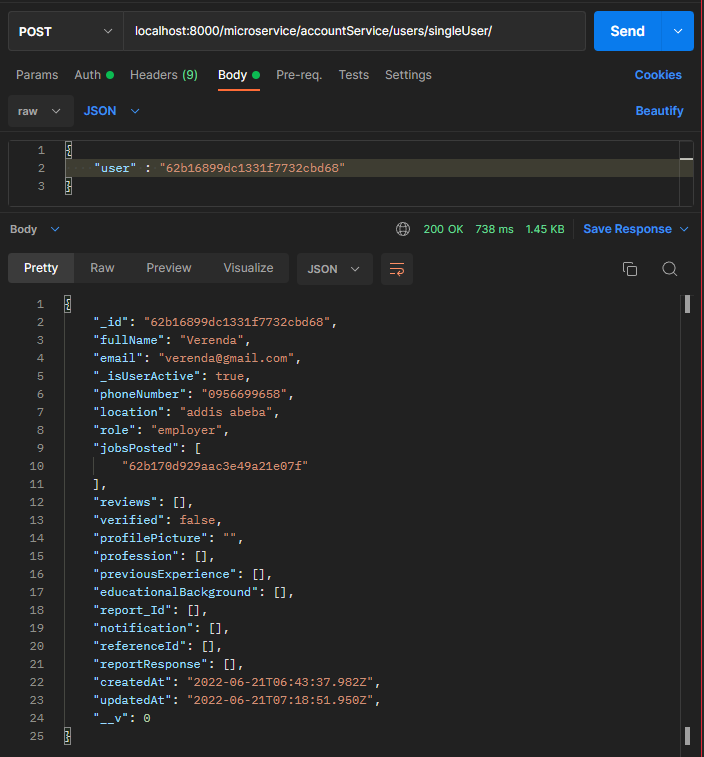 POST localhost:8000/microservice/accountService/users/singleUser/ Send
Params Auth Headers (9) Body Pre-req. Tests Settings Cookies
raw JSON Beautify
1 {
2 "user" : "62b16899dc1331f7732cbd68"
3 }
Body 200 OK 738 ms 1.45 KB Save Response
Pretty Raw Preview Visualize JSON
1 {
2 "_id": "62b16899dc1331f7732cbd68",
3 "fullName": "Verenda",
4 "email": "verenda@gmail.com",
5 "_isUserActive": true,
6 "phoneNumber": "0956699658",
7 "location": "addis abeba",
8 "role": "employer",
9 "jobsPosted": [
10 "62b170d929aac3e49a21e07f"
11 ],
12 "reviews": [],
13 "verified": false,
14 "profilePicture": "",
15 "profession": [],
16 "previousExperience": [],
17 "educationalBackground": [],
18 "report_Id": [],
19 "notification": [],
20 "referenceId": [],
21 "reportResponse": [],
22 "createdAt": "2022-06-21T06:43:37.982Z",
23 "updatedAt": "2022-06-21T07:18:51.950Z",
24 "__v": 0
25 }